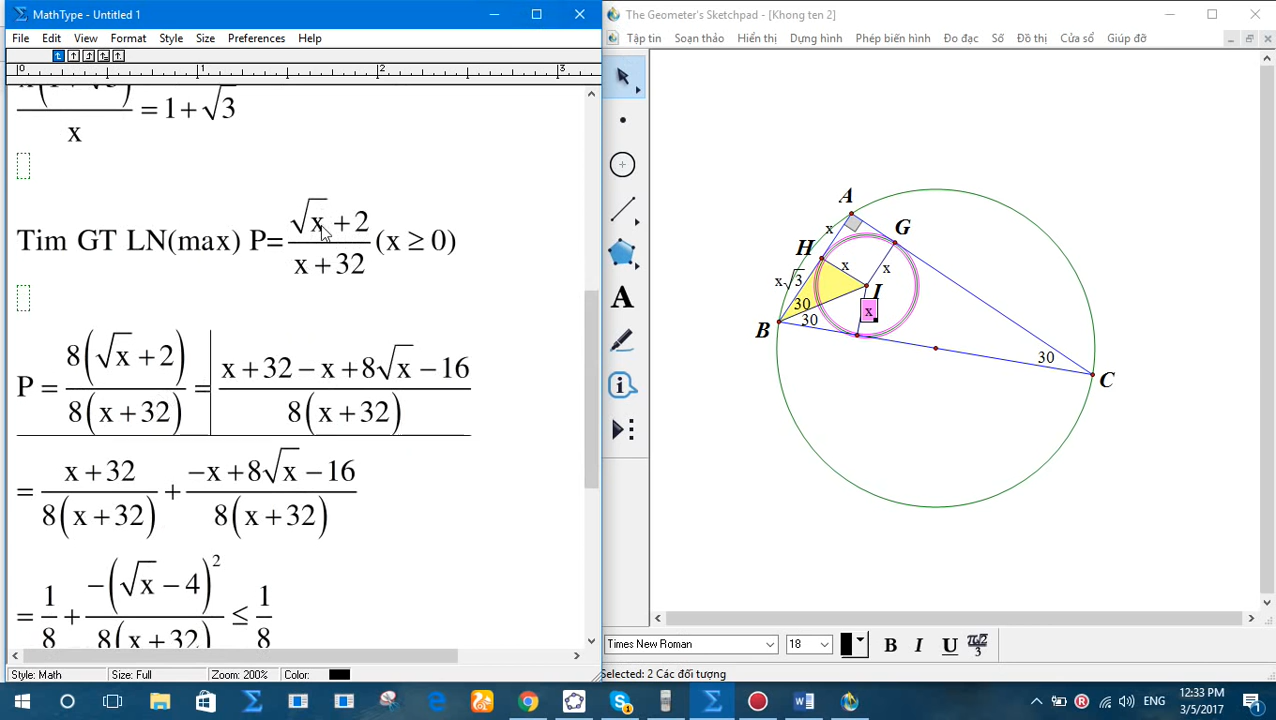 MathType - Untitled 1
File Edit View Format Style Size Preferences Help
0 1 2 3
x = 1 + √3
Tim GT LN(max) P= (√x + 2)/(x + 32) (x ≥ 0)
P = 8(√x + 2)/8(x + 32) = (x + 32 − x + 8√x − 16)/8(x + 32)
= (x + 32)/8(x + 32) + (−x + 8√x − 16)/8(x + 32)
= 1/8 + −(√x − 4)²/8(x + 32) ≤ 1/8
Style: Math Size: Full Zoom: 200% Color:
The Geometer's Sketchpad - [Khong ten 2]
Tập tin Soạn thảo Hiển thị Dựng hình Phép biến hình Đo đạc Số Đồ thị Cửa sổ Giúp đỡ
A
x G
H x x
x√3 I
30 x
B 30
30 C
Times New Roman 18 B I U
Selected: 2 Các đối tượng
ENG 12:33 PM
3/5/2017